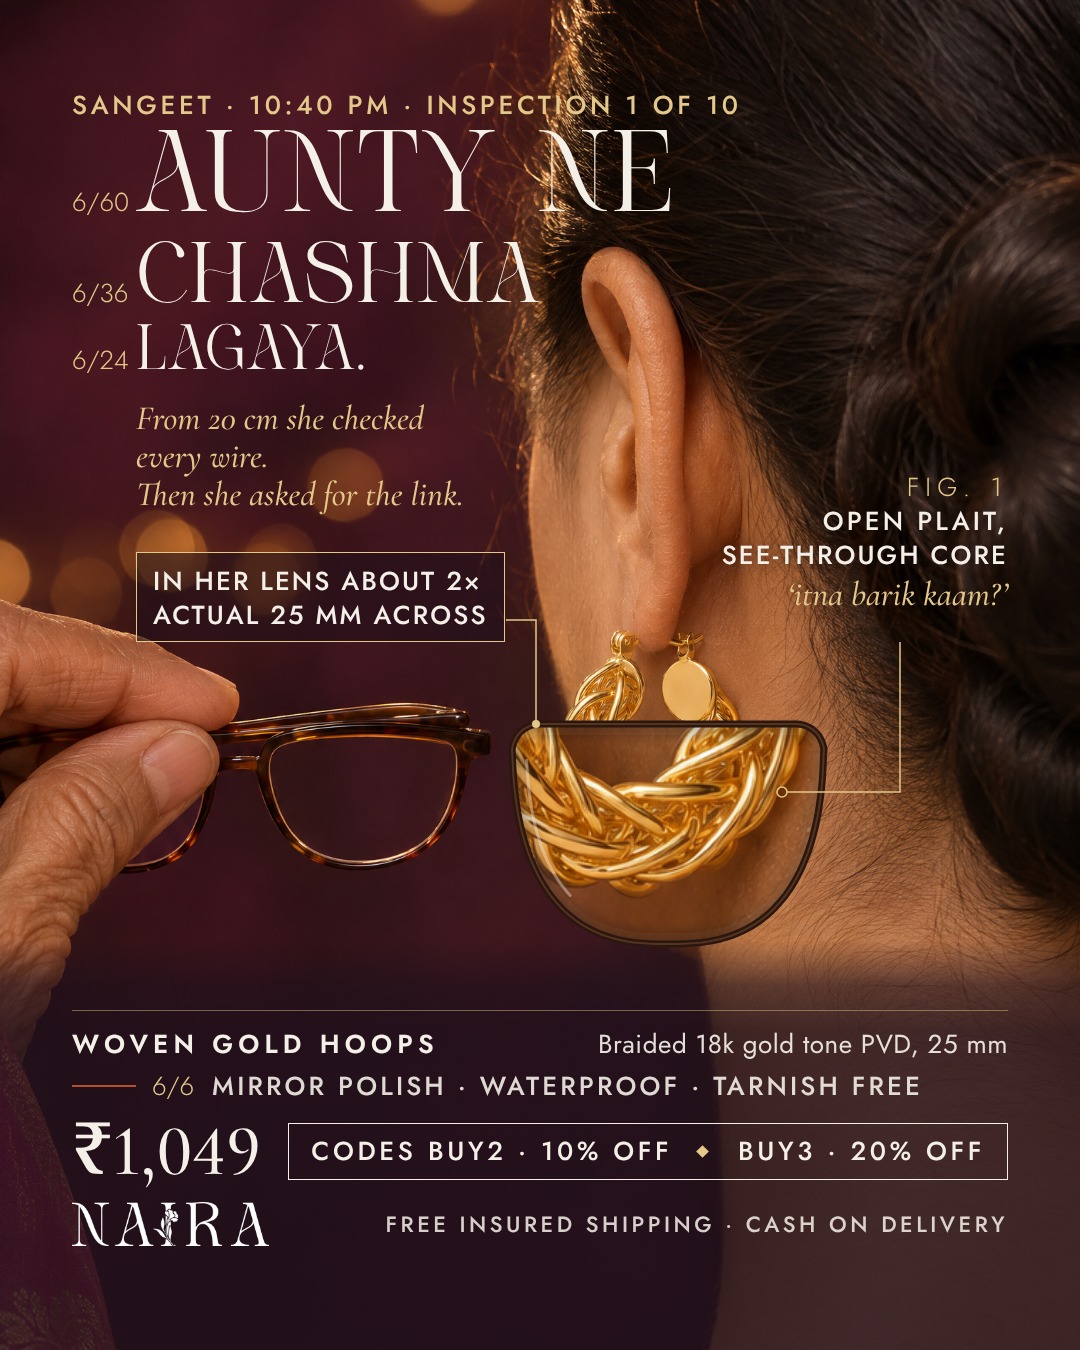 SANGEET · 10:40 PM · INSPECTION 1 OF 10
6/60 AUNTY NE
6/36 CHASHMA
6/24 LAGAYA.
From 20 cm she checked
every wire.
Then she asked for the link.
IN HER LENS ABOUT 2×
ACTUAL 25 MM ACROSS
FIG. 1
OPEN PLAIT,
SEE-THROUGH CORE
‘itna barik kaam?’
WOVEN GOLD HOOPS
Braided 18k gold tone PVD, 25 mm
6/6 MIRROR POLISH · WATERPROOF · TARNISH FREE
₹1,049
CODES BUY2 · 10% OFF ◆ BUY3 · 20% OFF
NAIRA
FREE INSURED SHIPPING · CASH ON DELIVERY